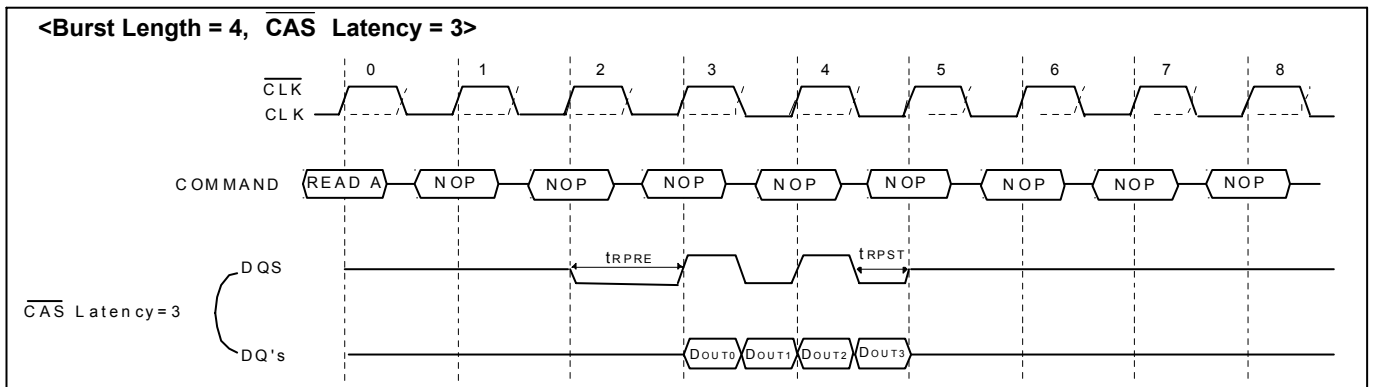 <Burst Length = 4, CAS Latency = 3>
0 1 2 3 4 5 6 7 8
CLK
CLK
COMMAND READ A NOP NOP NOP NOP NOP NOP NOP NOP
DQS tRPRE tRPST
CAS Latency=3
DQ's DOUT0 DOUT1 DOUT2 DOUT3